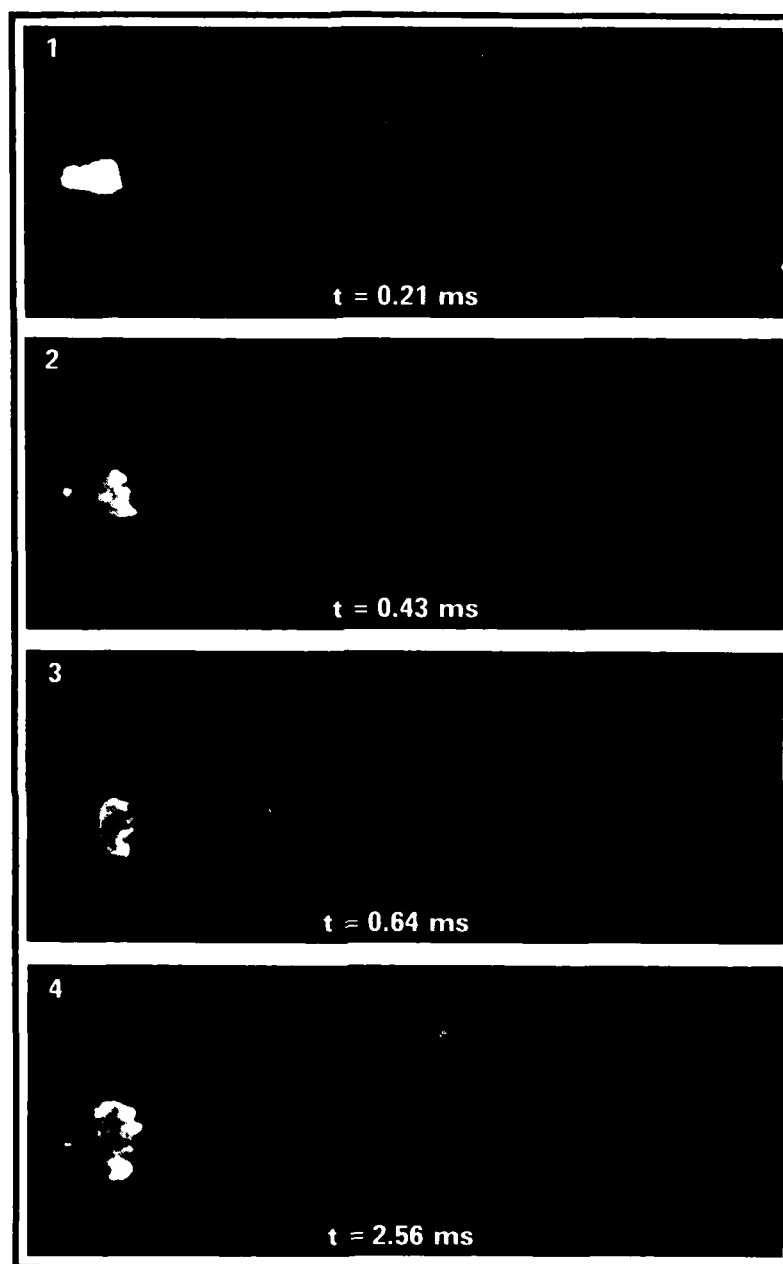 1
t = 0.21 ms
2
t = 0.43 ms
3
t = 0.64 ms
4
t = 2.56 ms